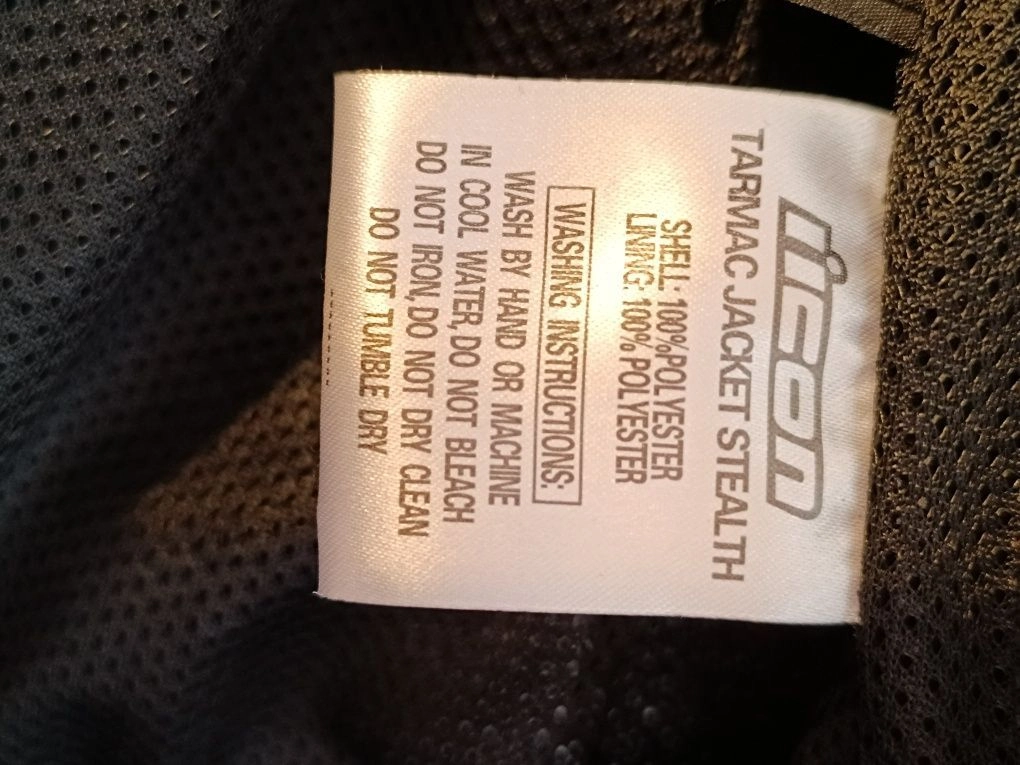 icon
TARMAC JACKET STEALTH
SHELL: 100%POLYESTER
LINING: 100% POLYESTER
WASHING INSTRUCTIONS:
WASH BY HAND OR MACHINE
IN COOL WATER,DO NOT BLEACH
DO NOT IRON,DO NOT DRY CLEAN
DO NOT TUMBLE DRY